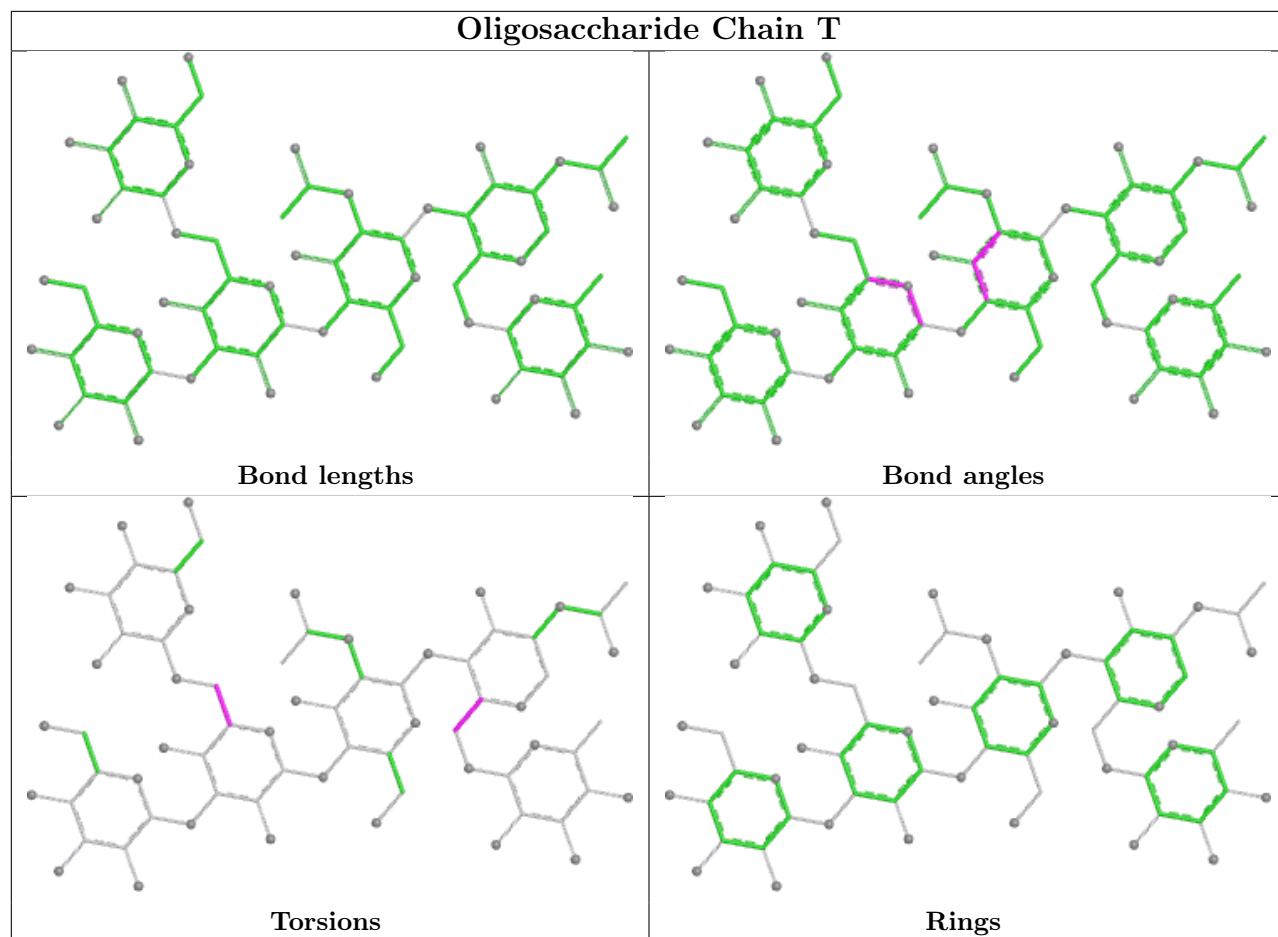 Oligosaccharide Chain T
Bond lengths
Bond angles
Torsions
Rings